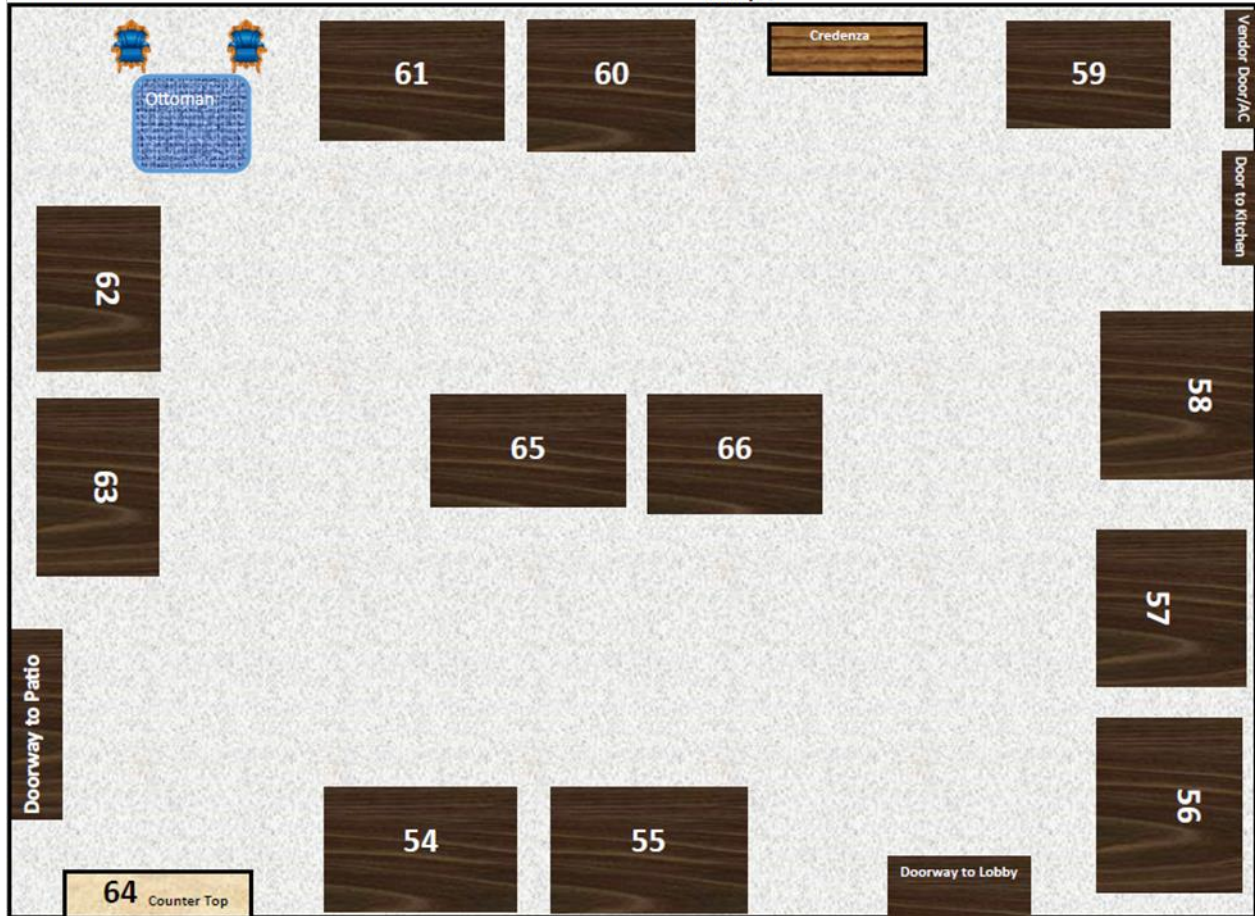 61
60
Credenza
59
Vendor Door/AC
Ottoman
Door to Kitchen
62
58
65
66
63
57
Doorway to Patio
56
54
55
Doorway to Lobby
64 Counter Top